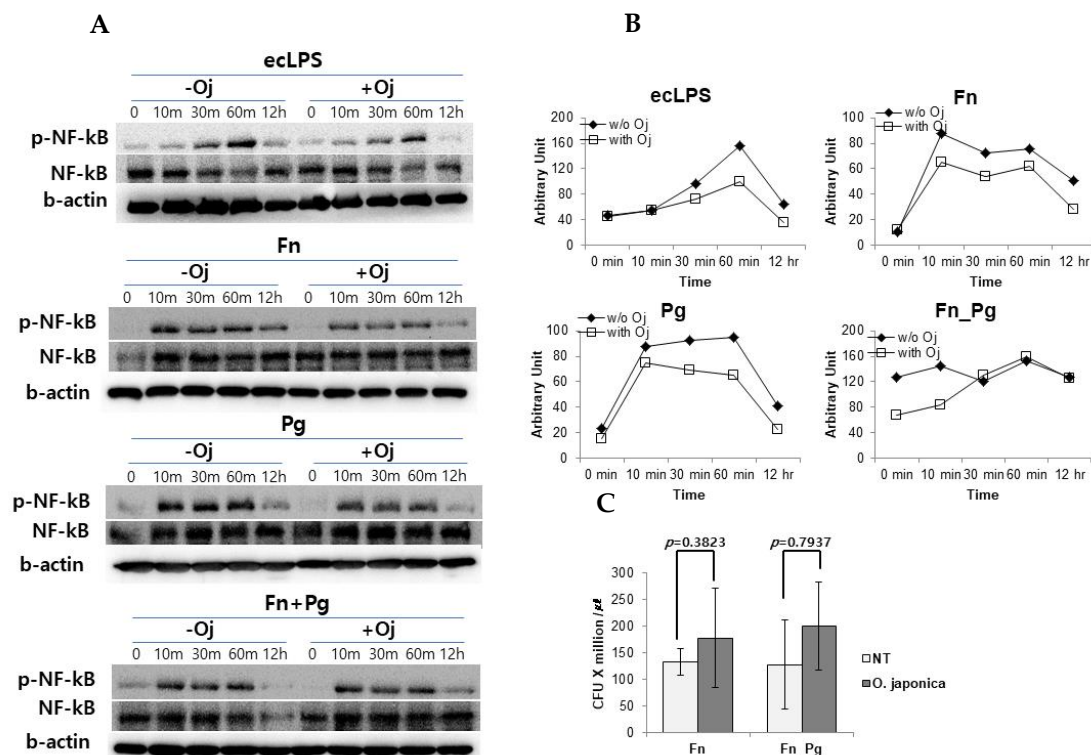 A
ecLPS
-Oj +Oj
0 10m 30m 60m 12h 0 10m 30m 60m 12h
p-NF-kB
NF-kB
b-actin
Fn
-Oj +Oj
0 10m 30m 60m 12h 0 10m 30m 60m 12h
p-NF-kB
NF-kB
b-actin
Pg
-Oj +Oj
0 10m 30m 60m 12h 0 10m 30m 60m 12h
p-NF-kB
NF-kB
b-actin
Fn+Pg
-Oj +Oj
0 10m 30m 60m 12h 0 10m 30m 60m 12h
p-NF-kB
NF-kB
b-actin
B
ecLPS
w/o Oj
with Oj
Arbitrary Unit
200
160
120
80
40
0
0 min 10 min 30 min 60 min 12 hr
Time
Fn
w/o Oj
with Oj
Arbitrary Unit
100
80
60
40
20
0
0 min 10 min 30 min 60 min 12 hr
Time
Pg
w/o Oj
with Oj
Arbitrary Unit
100
80
60
40
20
0
0 min 10 min 30 min 60 min 12 hr
Time
Fn_Pg
w/o Oj
with Oj
Arbitrary Unit
200
160
120
80
40
0
0 min 10 min 30 min 60 min 12 hr
Time
C
p=0.3823 p=0.7937
CFU X million/㎕
300
250
200
150
100
50
0
Fn Fn Pg
NT
O. japonica